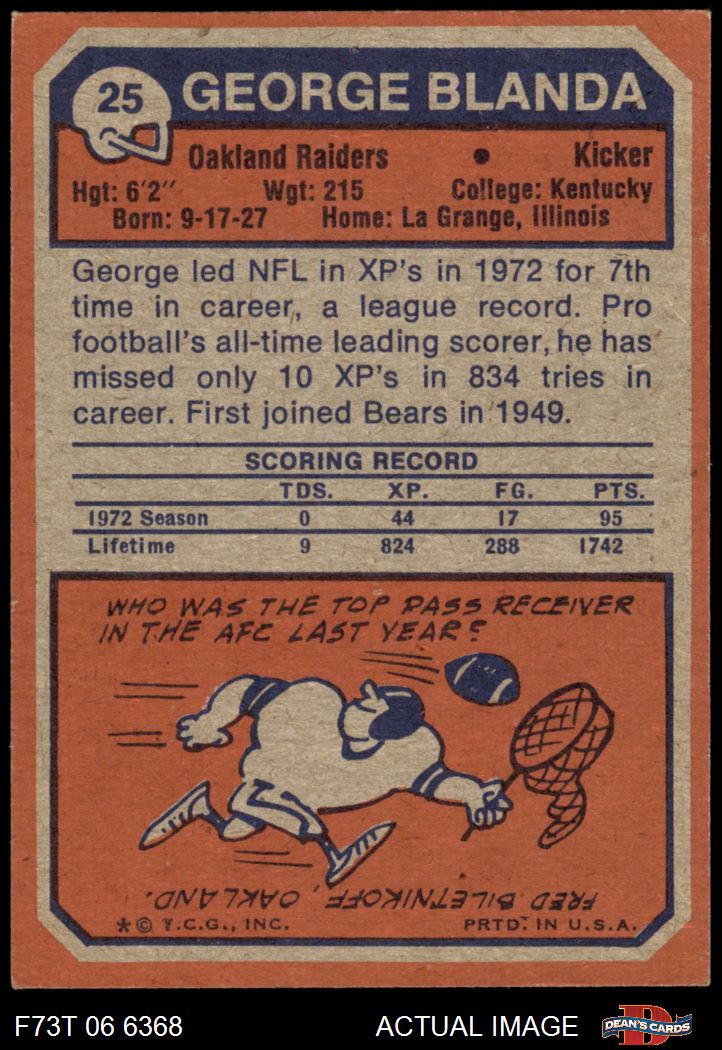 25
GEORGE BLANDA
Oakland Raiders • Kicker
Hgt: 6'2" Wgt: 215 College: Kentucky
Born: 9-17-27 Home: La Grange, Illinois
George led NFL in XP's in 1972 for 7th
time in career, a league record. Pro
football's all-time leading scorer, he has
missed only 10 XP's in 834 tries in
career. First joined Bears in 1949.
SCORING RECORD
TDS. XP. FG. PTS.
1972 Season 0 44 17 95
Lifetime 9 824 288 1742
WHO WAS THE TOP PASS RECEIVER
IN THE AFC LAST YEAR?
FRED BILETNIKOFF, OAKLAND.
*© T.C.G., INC. PRTD. IN U.S.A.
F73T 06 6368 ACTUAL IMAGE D DEAN'S CARDS